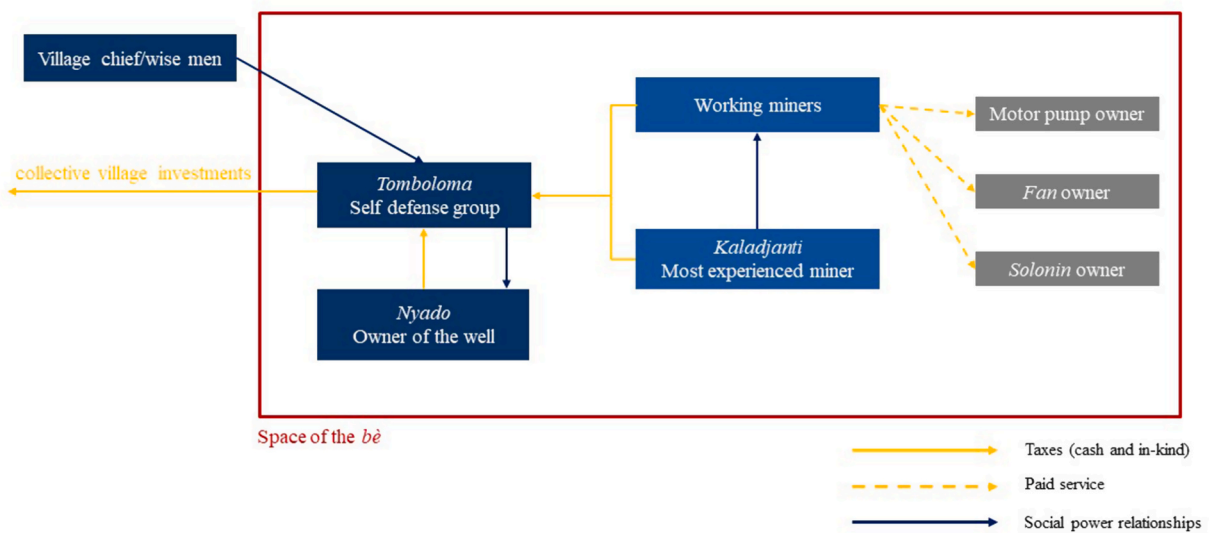 Village chief/wise men
Working miners
Motor pump owner
collective village investments
Tomboloma
Self defense group
Fan owner
Kaladjanti
Most experienced miner
Solonin owner
Nyado
Owner of the well
Space of the bè
Taxes (cash and in-kind)
Paid service
Social power relationships